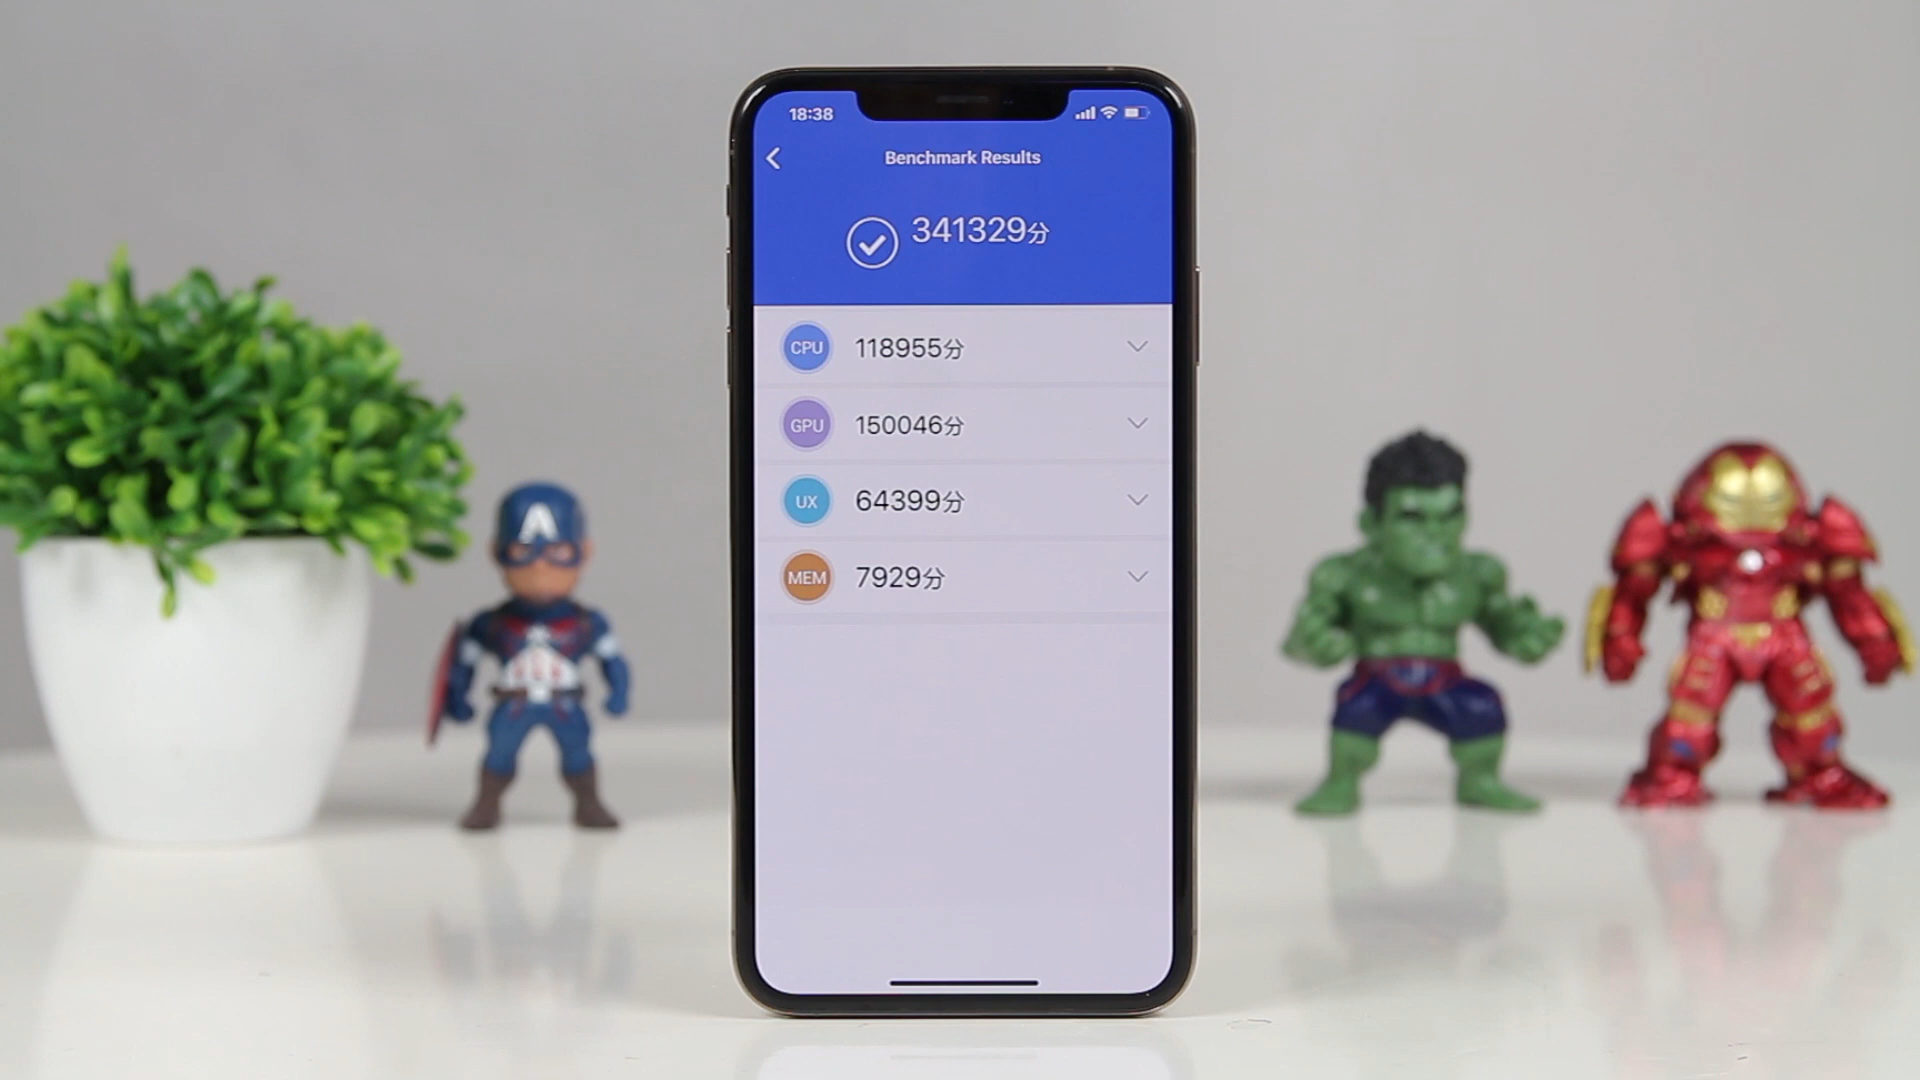 18:38
Benchmark Results
341329分
CPU 118955分
GPU 150046分
UX 64399分
MEM 7929分
A